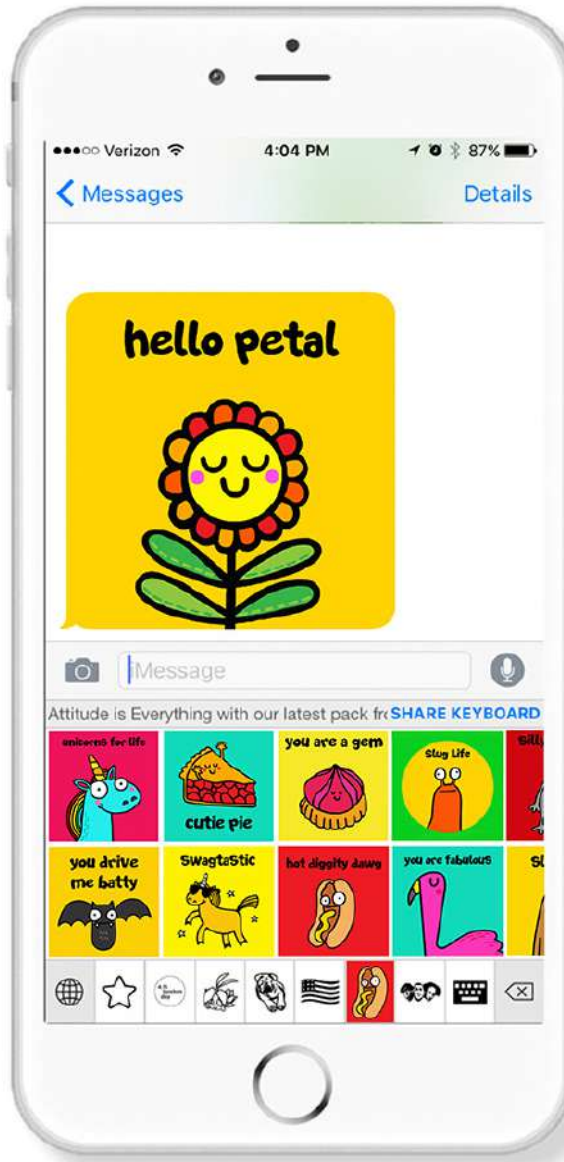 Verizon
4:04 PM
87%
Messages
Details
hello petal
iMessage
Attitude is Everything with our latest pack
SHARE KEYBOARD
unicorns for life
cutie pie
you are a gem
Slug Life
you drive
me batty
SwagtaStic
hot diggity dawg
you are fabulous